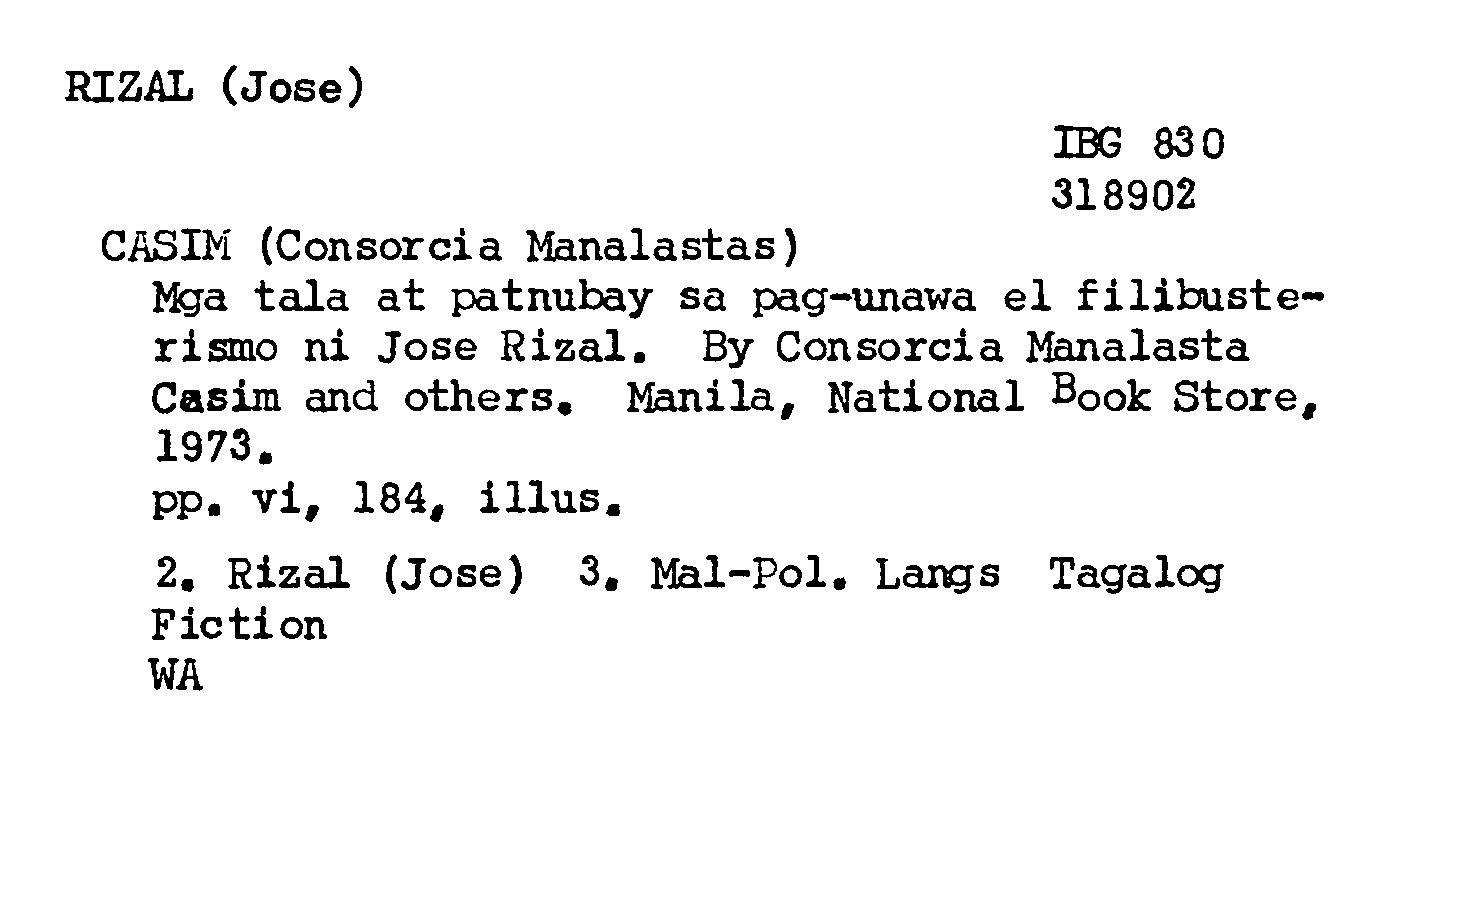 RIZAL (Jose)
IBG 830
318902
CASIM (Consorcia Manalastas)
Mga tala at patnubay sa pag-unawa el filibuste-
rismo ni Jose Rizal. By Consorcia Manalasta
Casim and others. Manila, National Book Store,
1973.
pp. vi, 184, illus.
2. Rizal (Jose) 3. Mal-Pol. Langs Tagalog
Fiction
WA